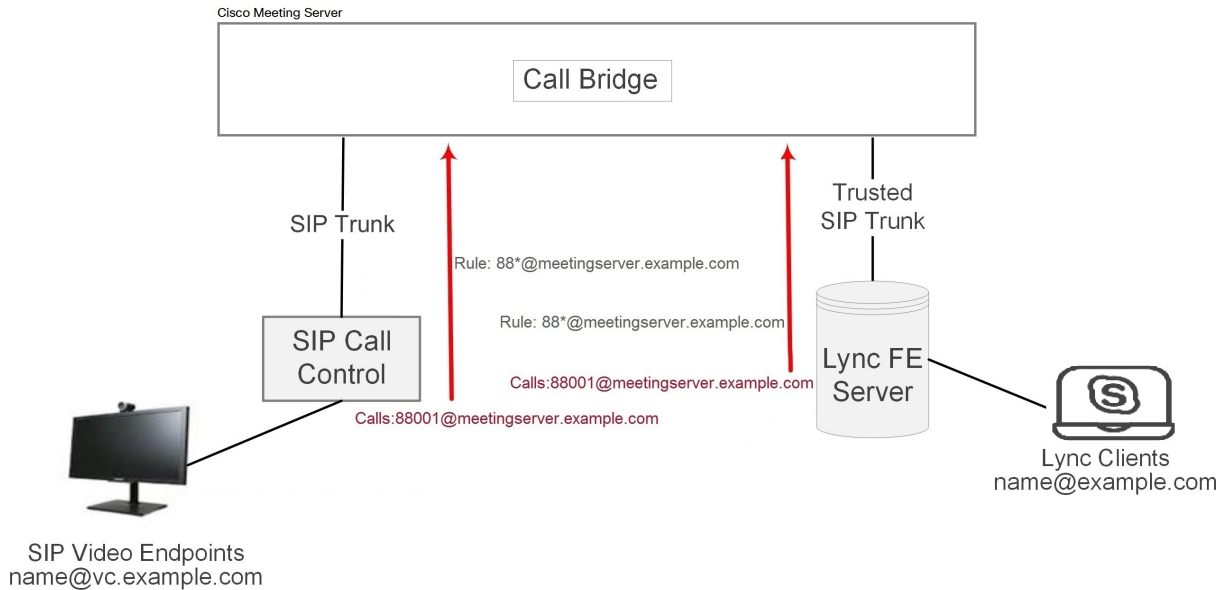 Cisco Meeting Server
Call Bridge
SIP Trunk
Trusted
SIP Trunk
Rule: 88*@meetingserver.example.com
Rule: 88*@meetingserver.example.com
SIP Call
Control
Lync FE
Server
Calls:88001@meetingserver.example.com
Calls:88001@meetingserver.example.com
S
Lync Clients
name@example.com
SIP Video Endpoints
name@vc.example.com